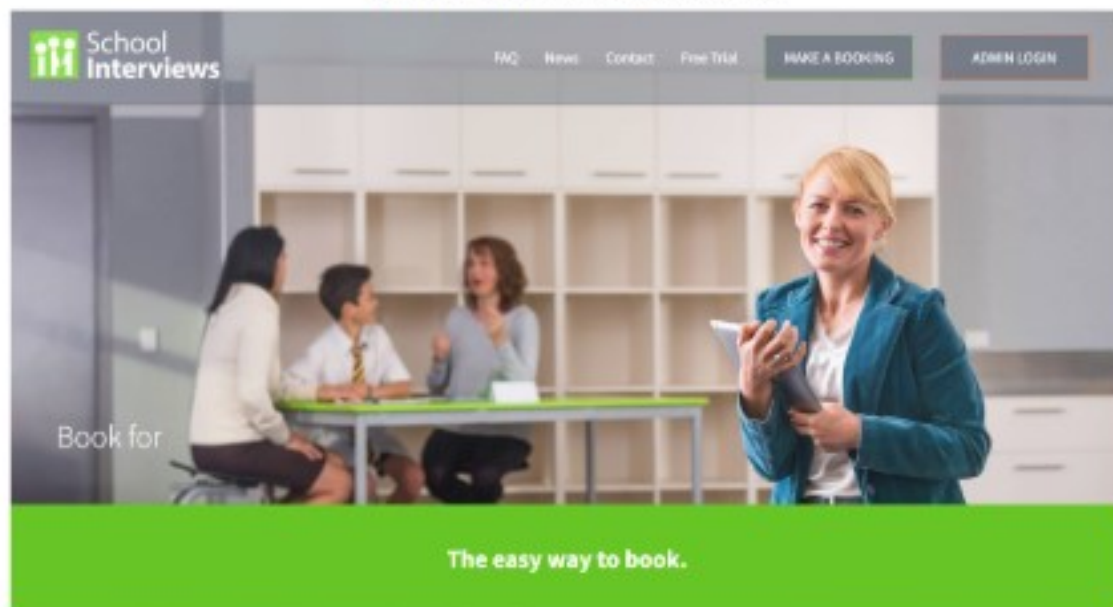 School
Interviews
FAQ News Contact Free Trial MAKE A BOOKING ADMIN LOGIN
Book for
The easy way to book.